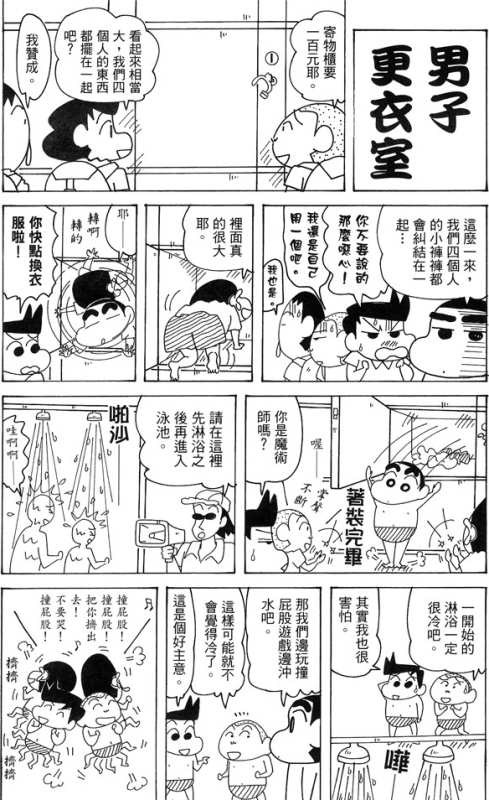 男子
更衣室
寄物櫃要
一百元耶。
①
看起來相當
大，我們四
個人的東西
都擺在一起
吧？
我贊成。
這麼一來，
我們四個人
的小褲褲都
會糾結在一
起…
你不要說的
那麼噁心！
我還是自己
用一個吧。
我也是。
裡面真
的很大
耶。
耶
轉啊
轉的
你快點換衣
服啦！
著裝完畢
喔
掌聲
不斷
你是魔術
師嗎？
請在這裡
先淋浴之
後再進入
泳池。
啪沙
哇啊啊
一開始的
淋浴一定
很冷吧。
其實我也很
害怕。
嘩
那我們邊玩撞
屁股遊戲邊沖
水吧。
這樣可能就不
會覺得冷了。
這是個好主意。
撞屁股！
撞屁股！
把你擠出
去！
不要哭！
撞屁股！
擠擠
擠擠
擠擠